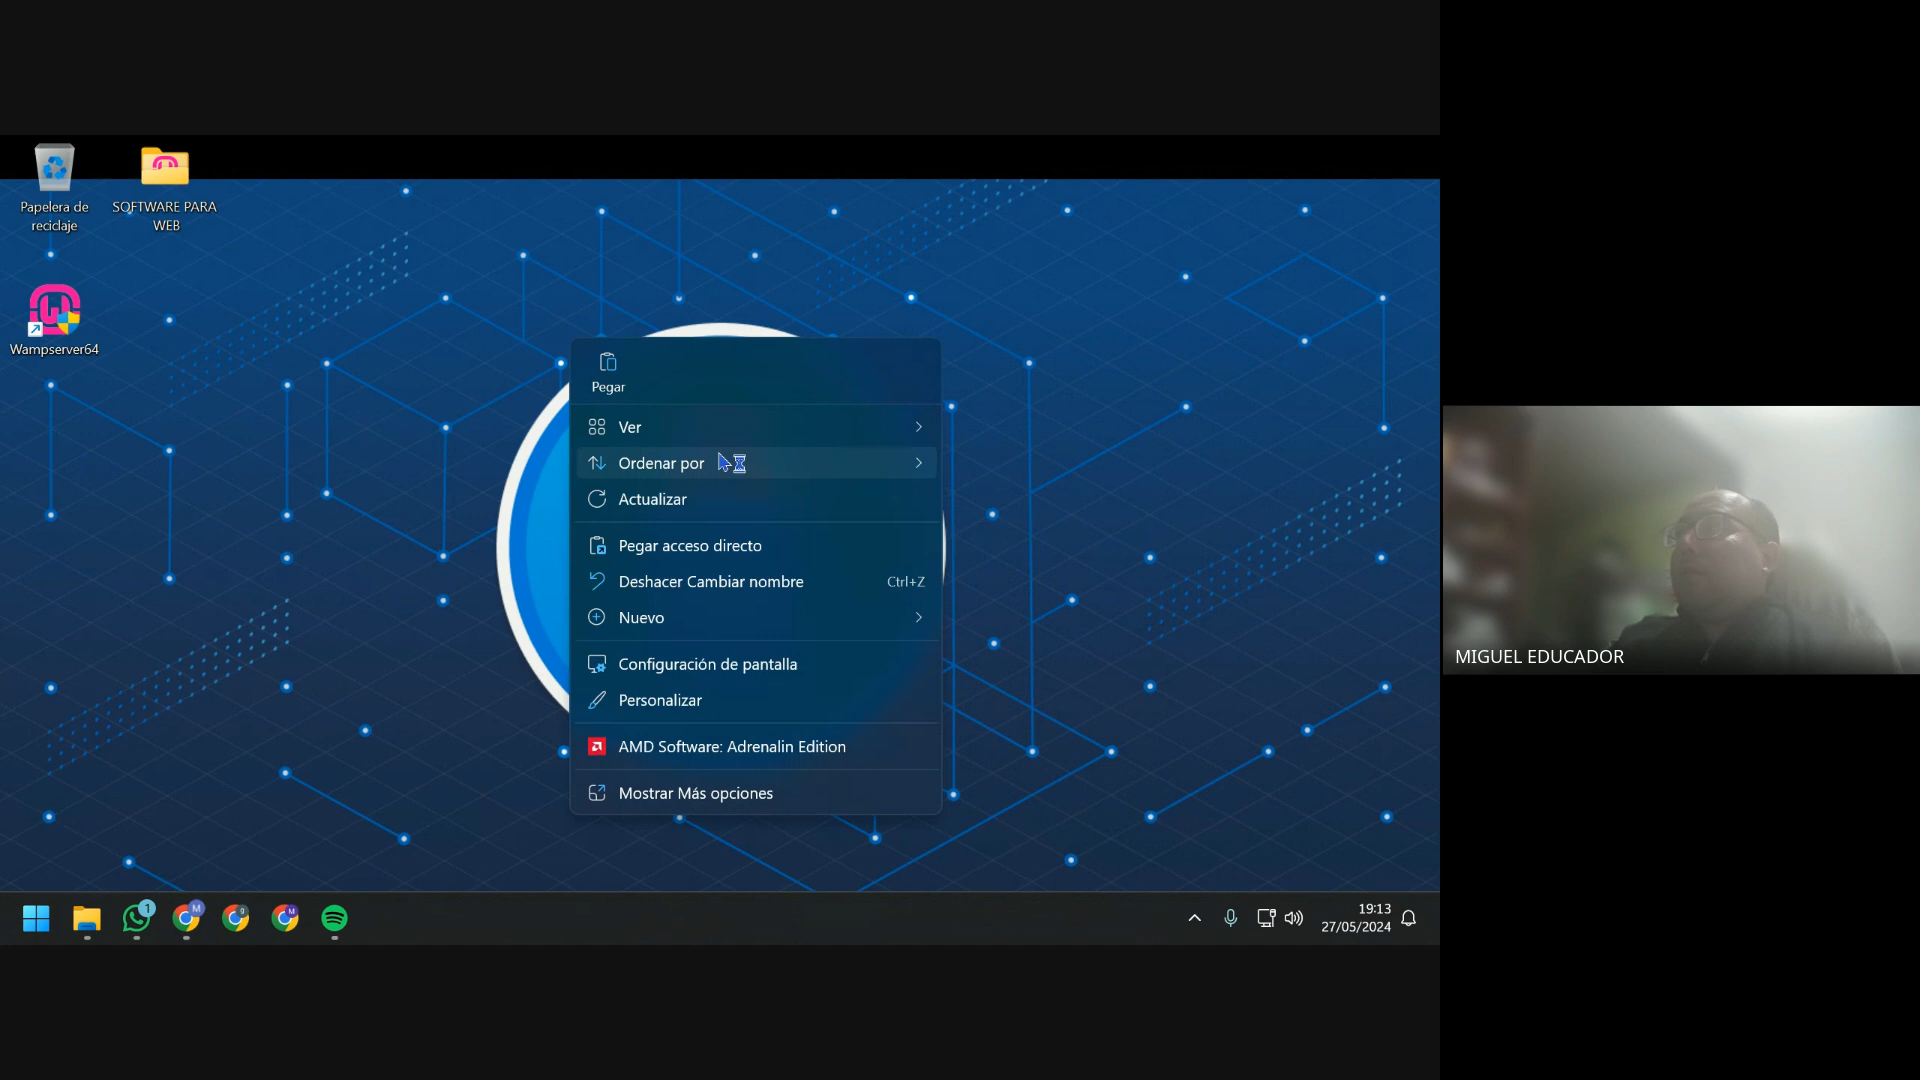 Papelera de
reciclaje
SOFTWARE PARA
WEB
Wampserver64
Pegar
Ver
Ordenar por
Actualizar
Pegar acceso directo
Deshacer Cambiar nombre Ctrl+Z
Nuevo
Configuración de pantalla
Personalizar
AMD Software: Adrenalin Edition
Mostrar Más opciones
MIGUEL EDUCADOR
1
M
g
M
19:13
27/05/2024